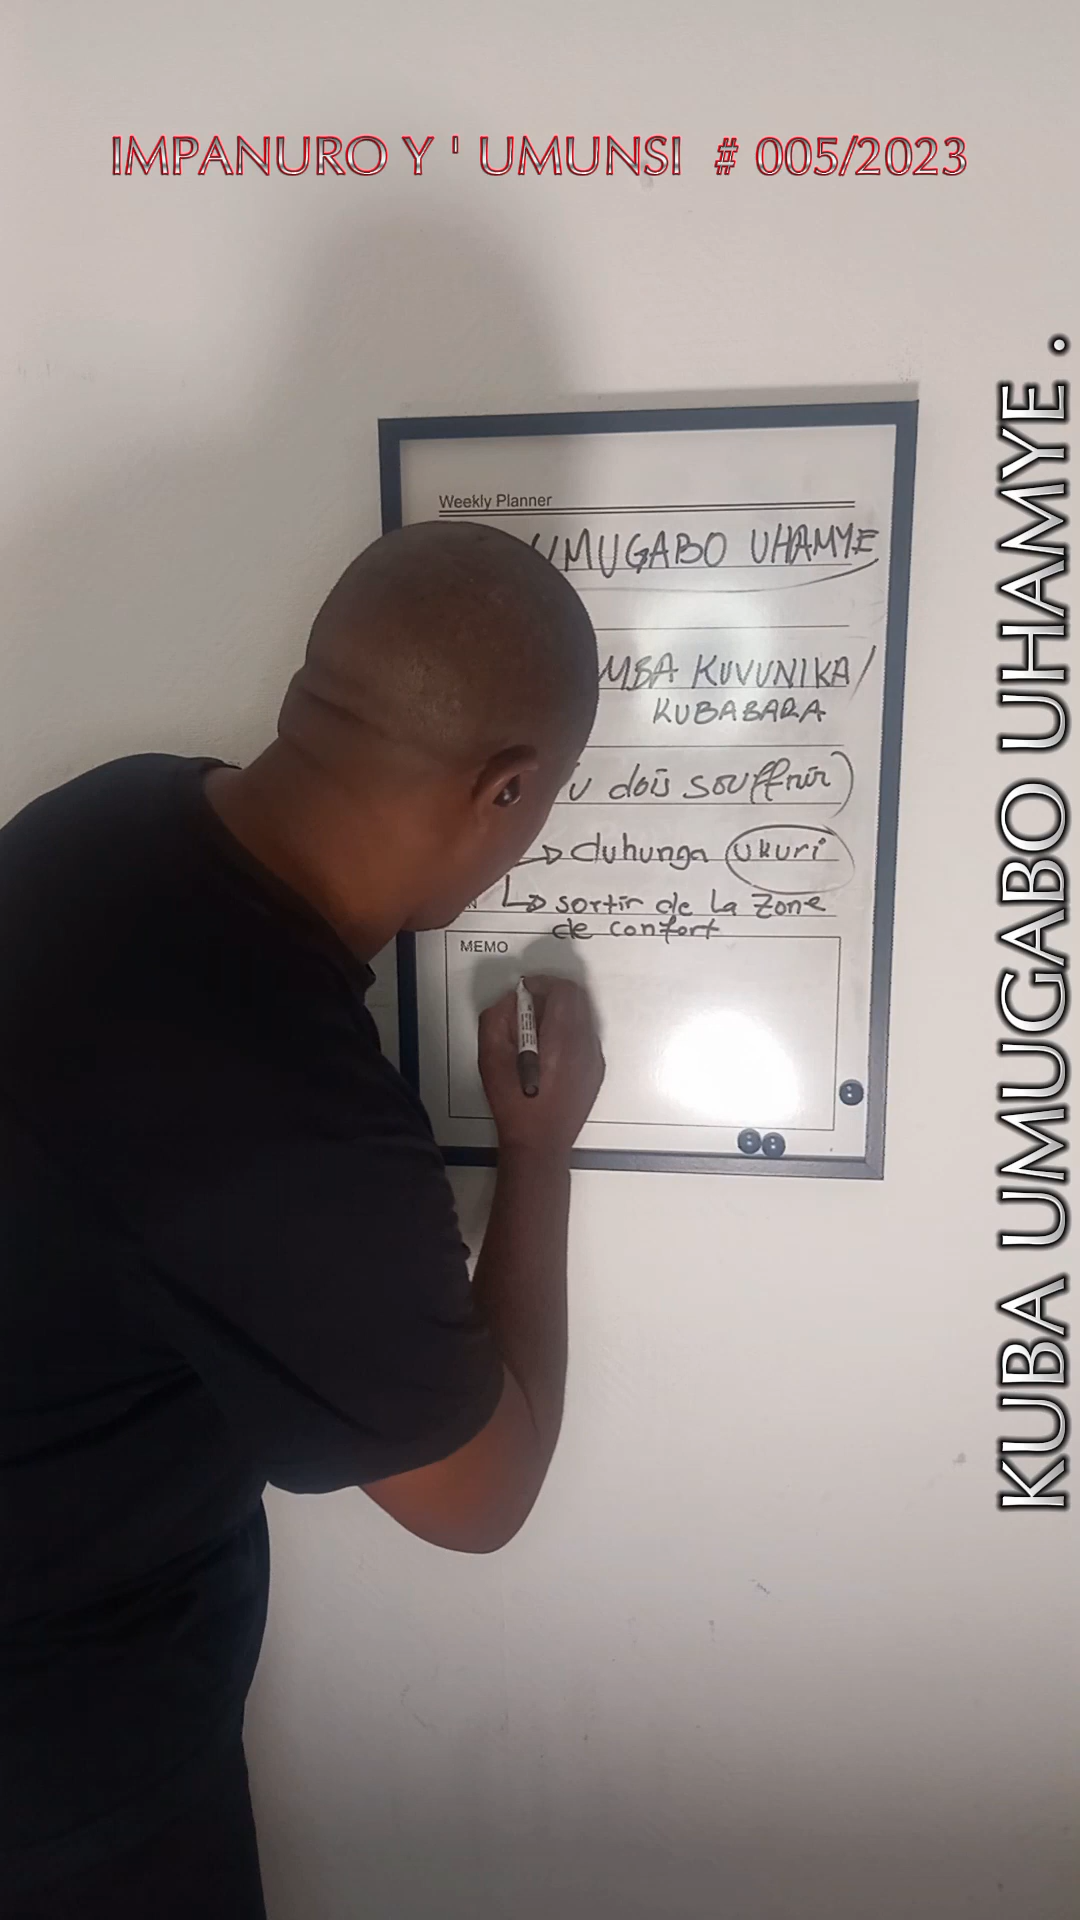 IMPANURO Y ' UMUNSI # 005/2023
KUBA UMUGABO UHAMYE .
Weekly Planner
UMUGABO UHAMYE
KUVUNIKA/
KUBABARA
dois souffrir)
duhunga ukuri
sortir de la zone
de confort
MEMO